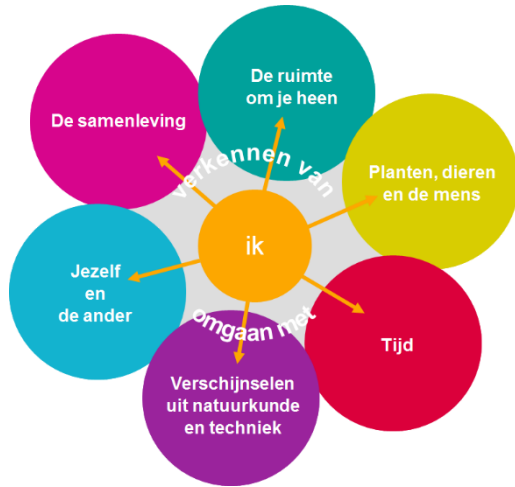 De ruimte
om je heen
De samenleving
verkennen van
Planten, dieren
en de mens
ik
Jezelf
en
de ander
omgaan met
Tijd
Verschijnselen
uit natuurkunde
en techniek